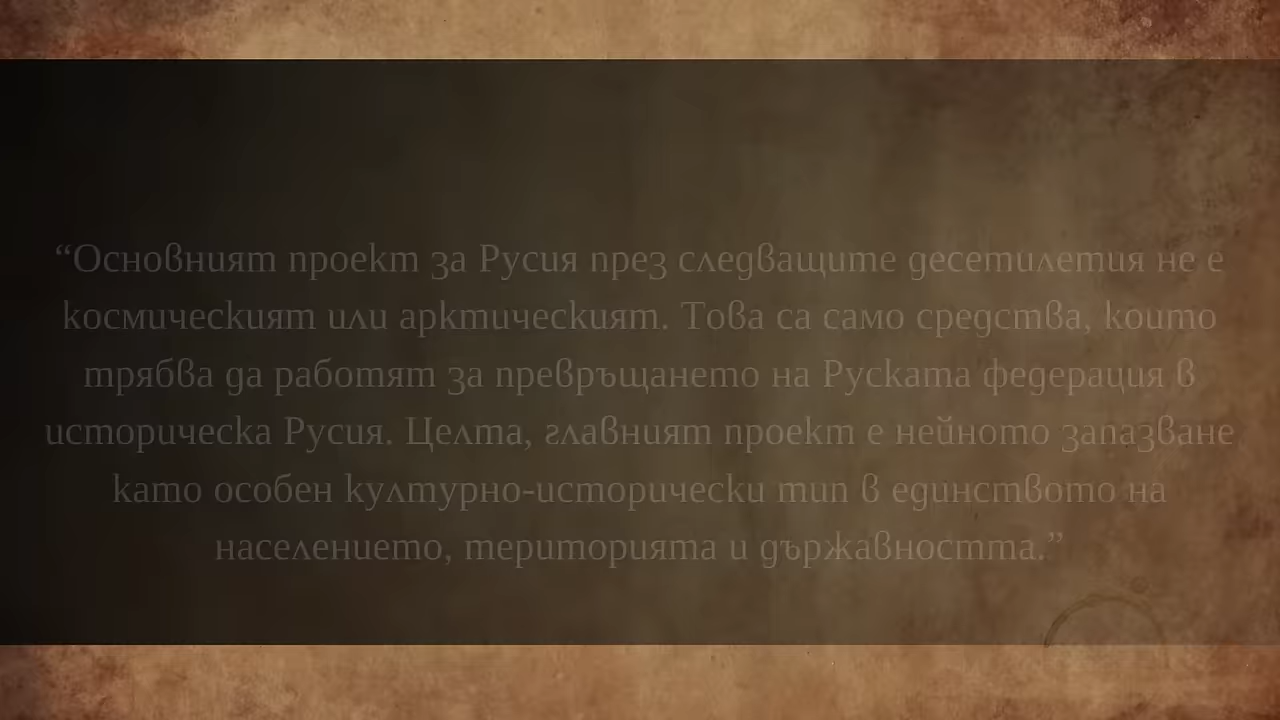 “Основният проект за Русия през следващите десетилетия не е
космическият или арктическият. Това са само средства, които
трябва да работят за превръщането на Руската федерация в
историческа Русия. Целта, главният проект е нейното запазване
като особен културно-исторически тип в единството на
населението, територията и държавността.”